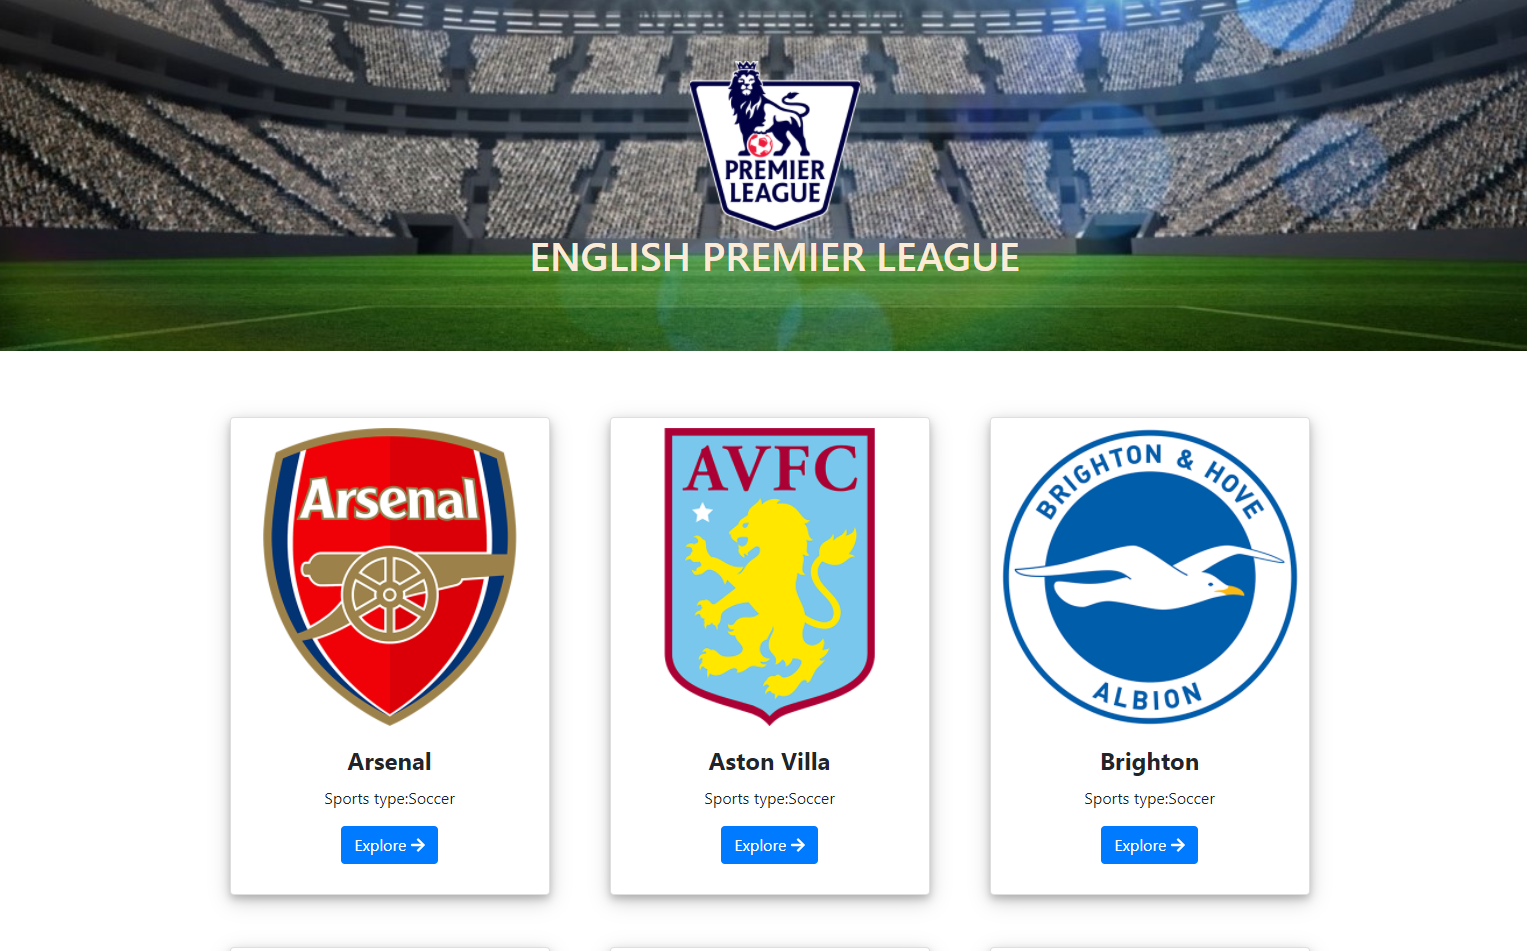 PREMIER
LEAGUE
ENGLISH PREMIER LEAGUE
Arsenal
AVFC
BRIGHTON & HOVE
ALBION
Arsenal
Aston Villa
Brighton
Sports type:Soccer
Sports type:Soccer
Sports type:Soccer
Explore
Explore
Explore